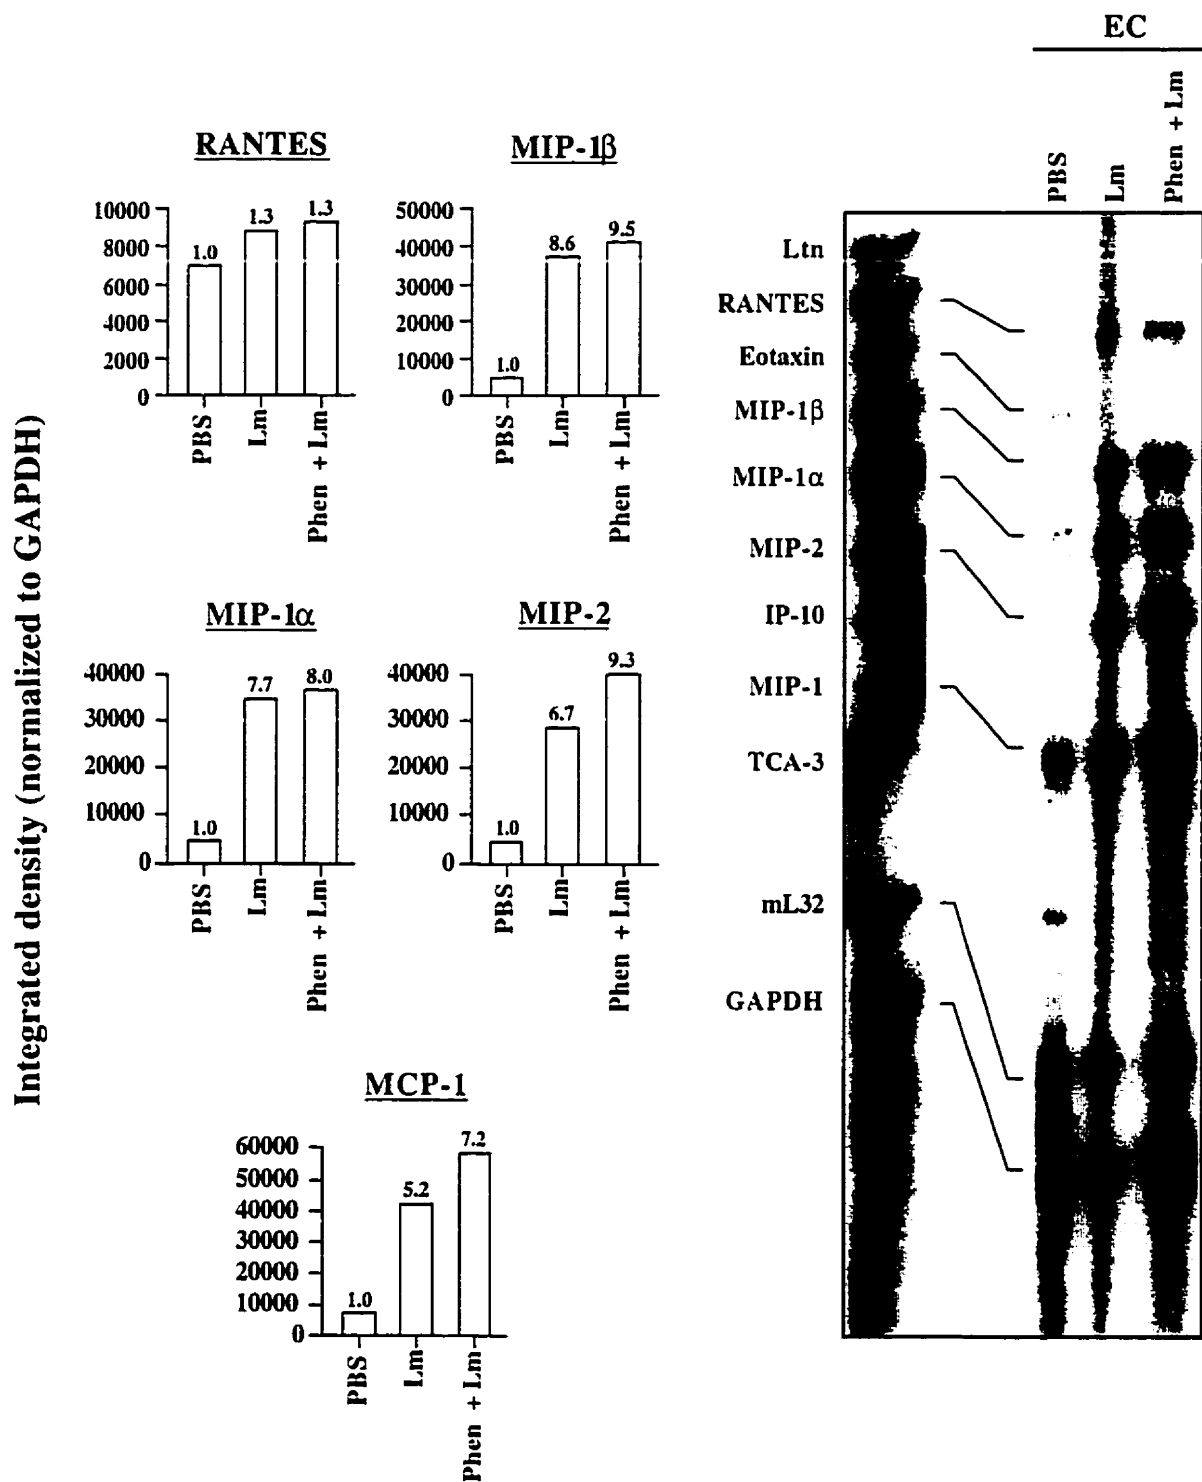 Integrated density (normalized to GAPDH)
RANTES
10000
8000
6000
4000
2000
0
1.0
1.3
1.3
PBS
Lm
Phen + Lm
MIP-1β
50000
40000
30000
20000
10000
0
1.0
8.6
9.5
PBS
Lm
Phen + Lm
MIP-1α
40000
30000
20000
10000
0
1.0
7.7
8.0
PBS
Lm
Phen + Lm
MIP-2
40000
30000
20000
10000
0
1.0
6.7
9.3
PBS
Lm
Phen + Lm
MCP-1
60000
50000
40000
30000
20000
10000
0
1.0
5.2
7.2
PBS
Lm
Phen + Lm
EC
PBS
Lm
Phen + Lm
Ltn
RANTES
Eotaxin
MIP-1β
MIP-1α
MIP-2
IP-10
MIP-1
TCA-3
mL32
GAPDH